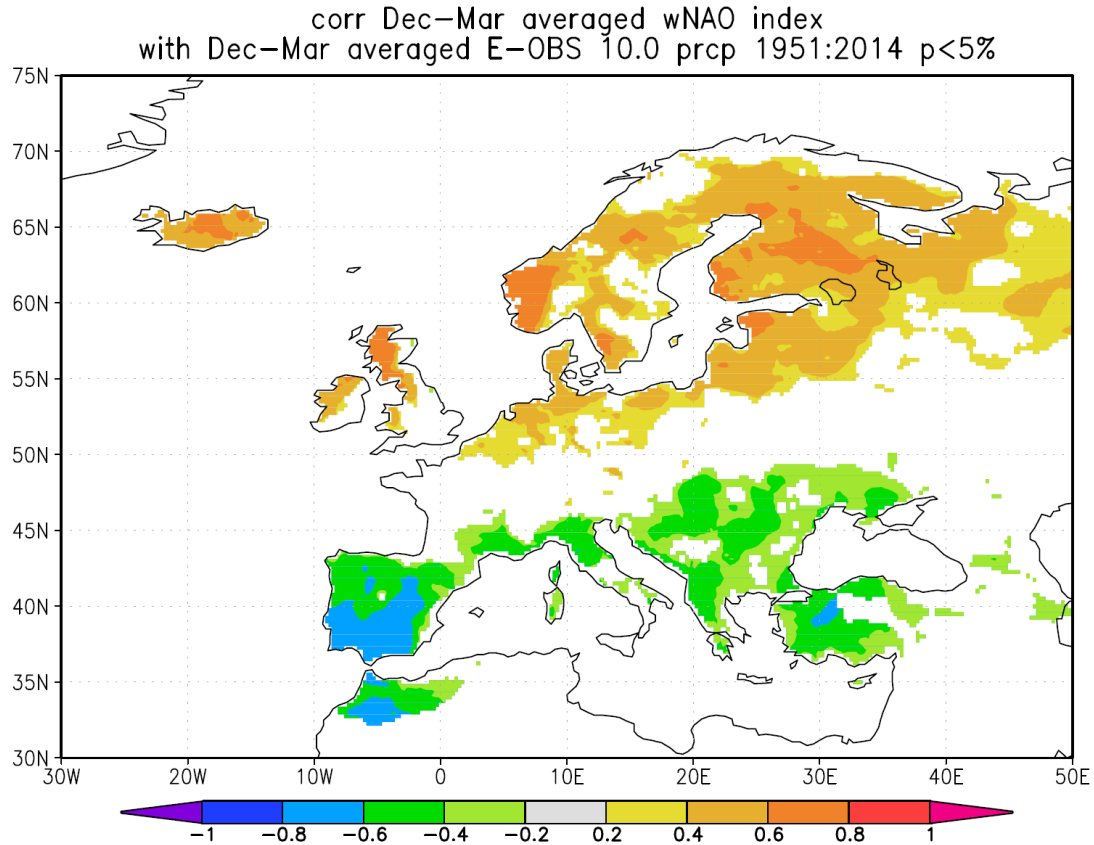 corr Dec-Mar averaged wNAO index
with Dec-Mar averaged E-OBS 10.0 prcp 1951:2014 p<5%
75N
70N
65N
60N
55N
50N
45N
40N
35N
30N
30W 20W 10W 0 10E 20E 30E 40E 50E
-1 -0.8 -0.6 -0.4 -0.2 0.2 0.4 0.6 0.8 1